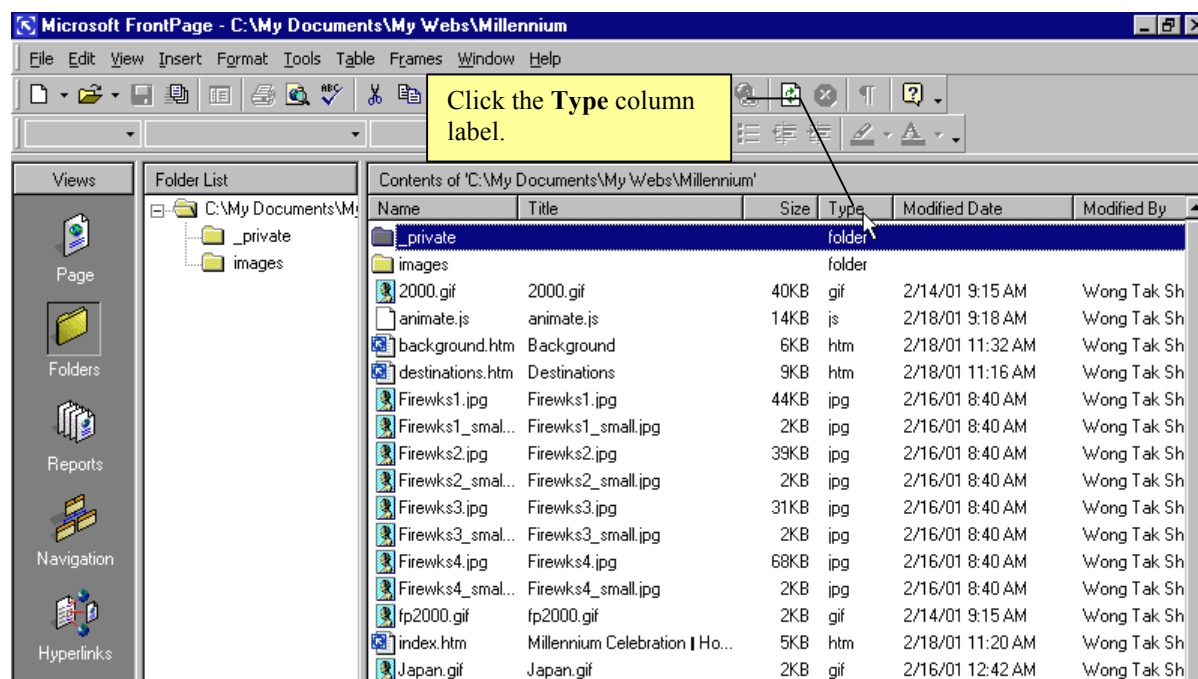 Microsoft FrontPage - C:\My Documents\My Webs\Millennium
File Edit View Insert Format Tools Table Frames Window Help
ABC
Click the Type column
label.
Views
Page
Folders
Reports
Navigation
Hyperlinks
Folder List
C:\My Documents\My
_private
images
Contents of 'C:\My Documents\My Webs\Millennium'
Name Title Size Type Modified Date Modified By
_private folder
images folder
2000.gif 2000.gif 40KB gif 2/14/01 9:15 AM Wong Tak Sh
animate.js animate.js 14KB js 2/18/01 9:18 AM Wong Tak Sh
background.htm Background 6KB htm 2/18/01 11:32 AM Wong Tak Sh
destinations.htm Destinations 9KB htm 2/18/01 11:16 AM Wong Tak Sh
Firewks1.jpg Firewks1.jpg 44KB jpg 2/16/01 8:40 AM Wong Tak Sh
Firewks1_smal... Firewks1_small.jpg 2KB jpg 2/16/01 8:40 AM Wong Tak Sh
Firewks2.jpg Firewks2.jpg 39KB jpg 2/16/01 8:40 AM Wong Tak Sh
Firewks2_smal... Firewks2_small.jpg 2KB jpg 2/16/01 8:40 AM Wong Tak Sh
Firewks3.jpg Firewks3.jpg 31KB jpg 2/16/01 8:40 AM Wong Tak Sh
Firewks3_smal... Firewks3_small.jpg 2KB jpg 2/16/01 8:40 AM Wong Tak Sh
Firewks4.jpg Firewks4.jpg 68KB jpg 2/16/01 8:40 AM Wong Tak Sh
Firewks4_smal... Firewks4_small.jpg 2KB jpg 2/16/01 8:40 AM Wong Tak Sh
fp2000.gif fp2000.gif 2KB gif 2/14/01 9:15 AM Wong Tak Sh
index.htm Millennium Celebration | Ho... 5KB htm 2/18/01 11:20 AM Wong Tak Sh
Japan.gif Japan.gif 2KB gif 2/16/01 12:42 AM Wong Tak Sh